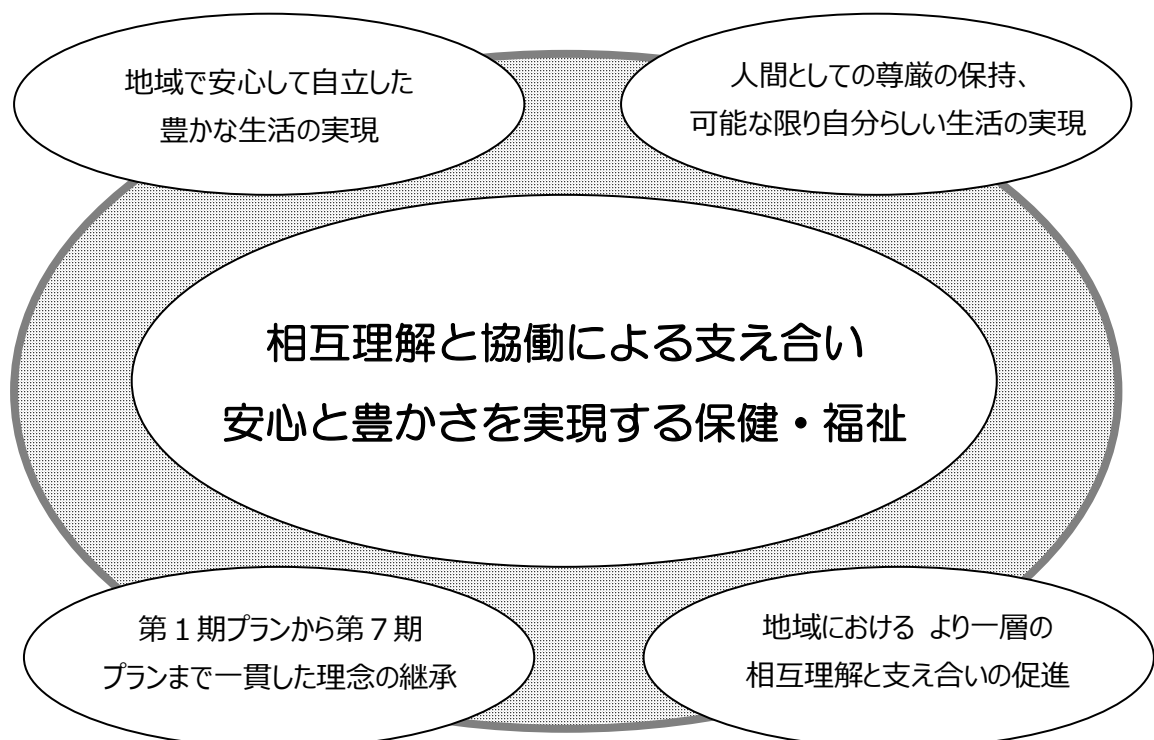 地域で安心して自立した
豊かな生活の実現
人間としての尊厳の保持、
可能な限り自分らしい生活の実現
相互理解と協働による支え合い
安心と豊かさを実現する保健・福祉
第1期プランから第7期
プランまで一貫した理念の継承
地域における より一層の
相互理解と支え合いの促進